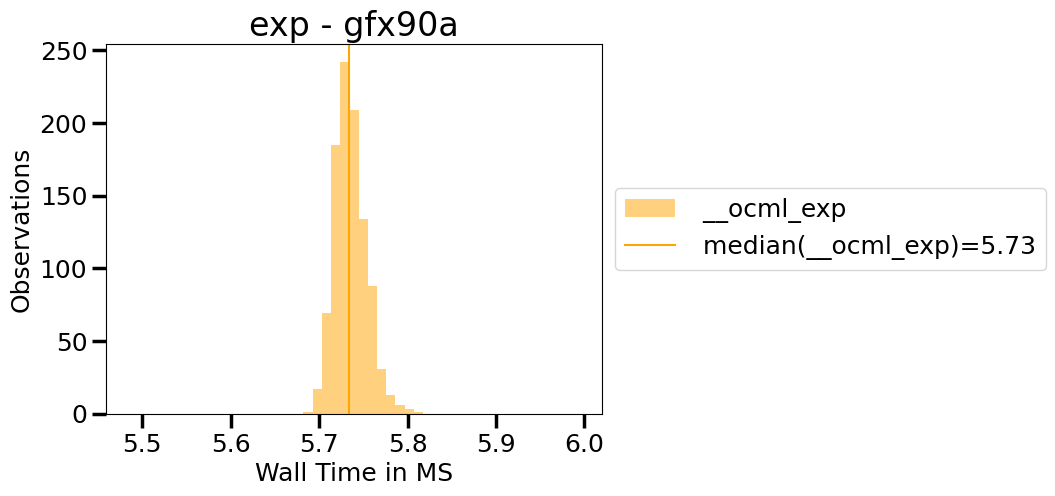 exp - gfx90a
250
200
150
100
50
0
Observations
5.5 5.6 5.7 5.8 5.9 6.0
Wall Time in MS
__ocml_exp
median(__ocml_exp)=5.73